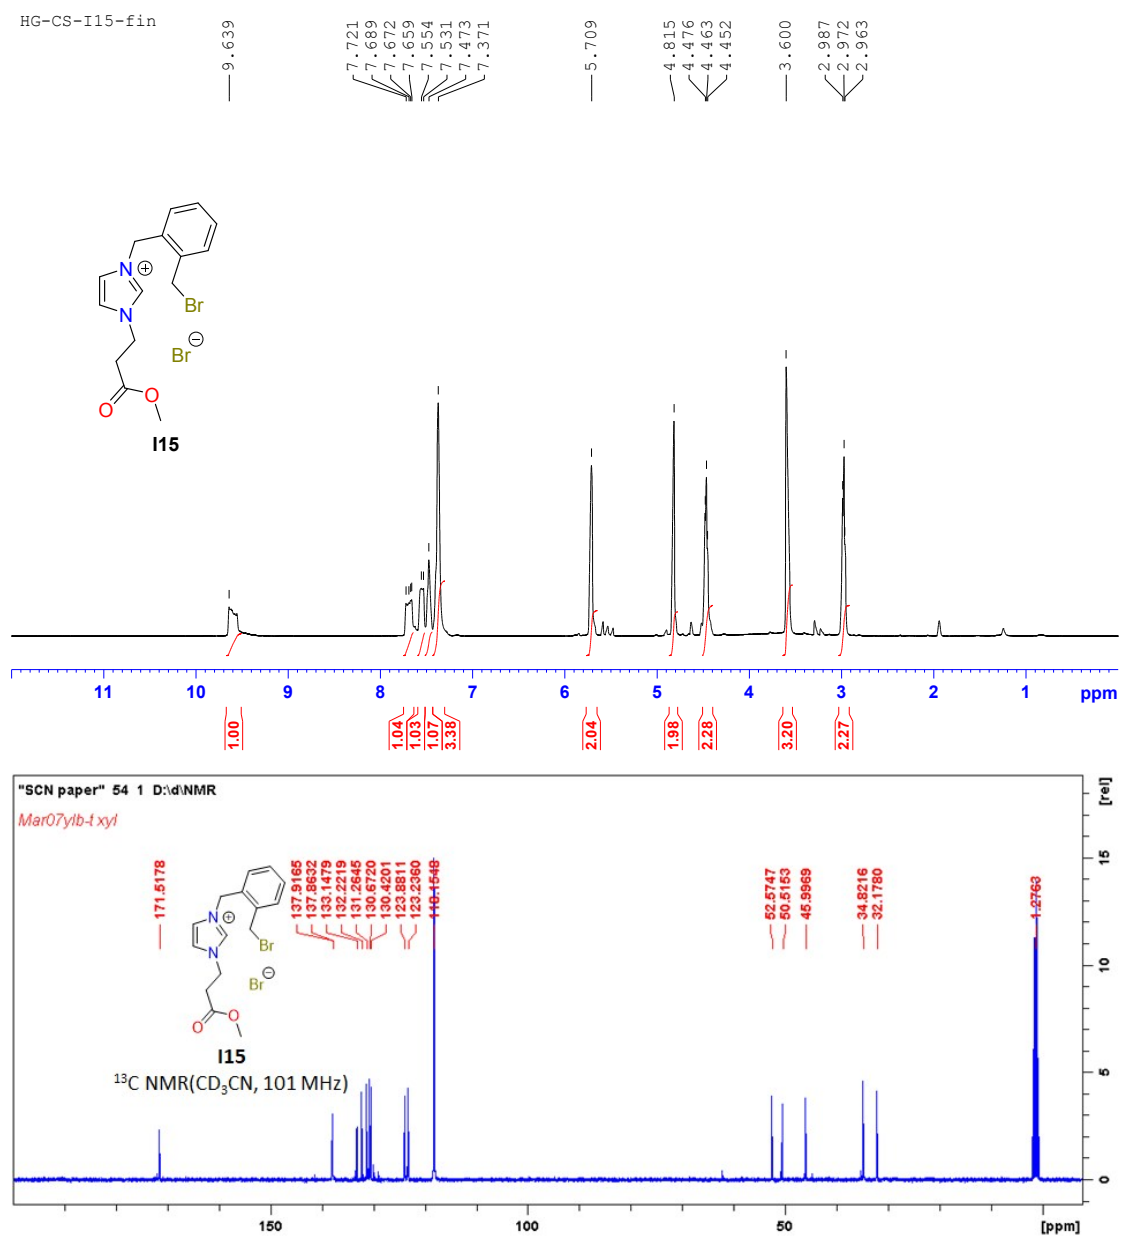 HG-CS-I15-fin
9.639
7.721
7.689
7.672
7.659
7.554
7.531
7.473
7.371
5.709
4.815
4.476
4.463
4.452
3.600
2.987
2.972
2.963
N
+
Br
N
Br
−
O
O
I15
11 10 9 8 7 6 5 4 3 2 1 ppm
1.00
1.04
1.03
1.07
3.38
2.04
1.98
2.28
3.20
2.27
"SCN paper" 54 1 D:\d\NMR
Mar07ylb-t xyl
171.5178
137.9165
137.8632
133.1479
132.2219
131.2645
130.6720
130.4201
123.8811
123.2360
52.5747
50.5153
45.9969
34.8216
32.1780
1.2763
N
+
Br
N
Br
−
O
O
I15
13C NMR(CD3CN, 101 MHz)
[rel]
15
10
5
0
150 100 50 [ppm]